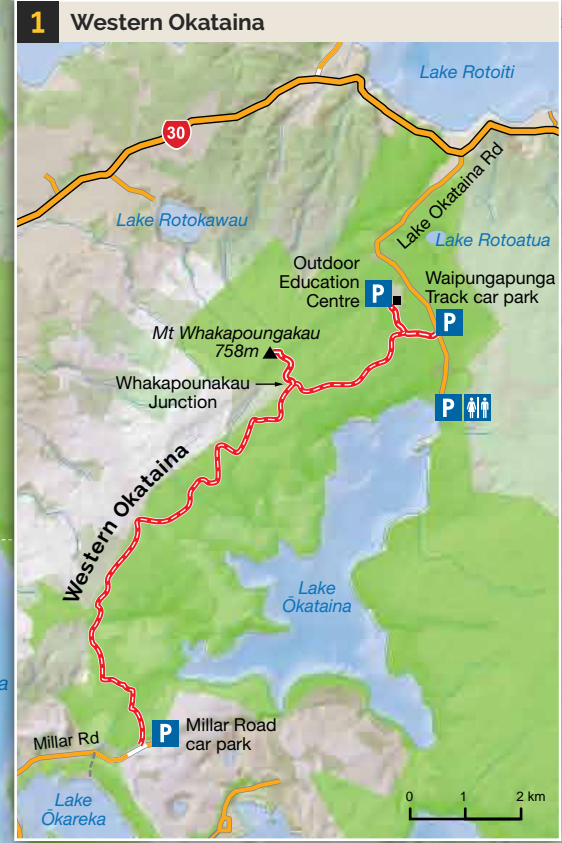 1 Western Okataina
Lake Rotoiti
30
Lake Okataina Rd
Lake Rotokawau
Lake Rotoatua
Outdoor
Education
Centre
P
Waipungapunga
Track car park
P
Mt Whakapoungakau
758m
Whakapounakau
Junction
P
Western Okataina
Lake
Ōkataina
P
Millar Road
car park
Millar Rd
Lake
Ōkareka
0 1 2 km
a